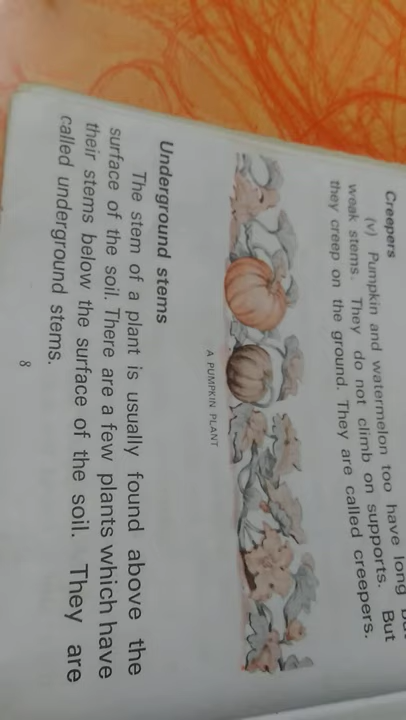 Creepers
(v) Pumpkin and watermelon too have long
weak stems. They do not climb on supports. But
they creep on the ground. They are called creepers.
A PUMPKIN PLANT
Underground stems
The stem of a plant is usually found above the
surface of the soil. There are a few plants which have
their stems below the surface of the soil. They are
called underground stems.
8